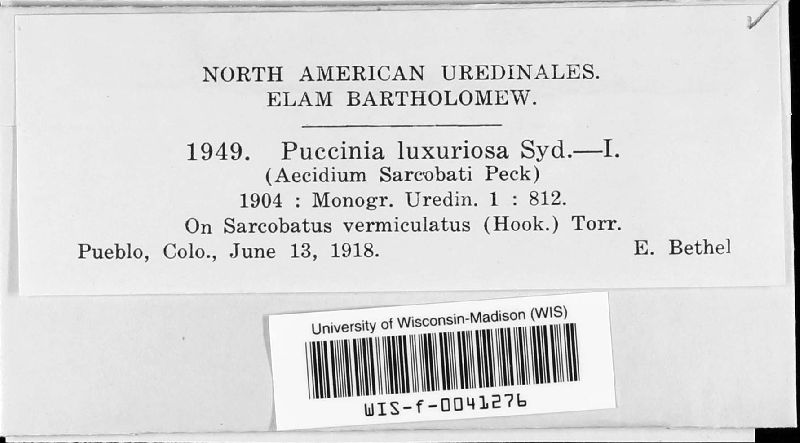 NORTH AMERICAN UREDINALES.
ELAM BARTHOLOMEW.
1949. Puccinia luxuriosa Syd.—I.
(Aecidium Sarcobati Peck)
1904 : Monogr. Uredin. 1 : 812.
On Sarcobatus vermiculatus (Hook.) Torr.
Pueblo, Colo., June 13, 1918. E. Bethel
University of Wisconsin-Madison (WIS)
WIS-f-0041276